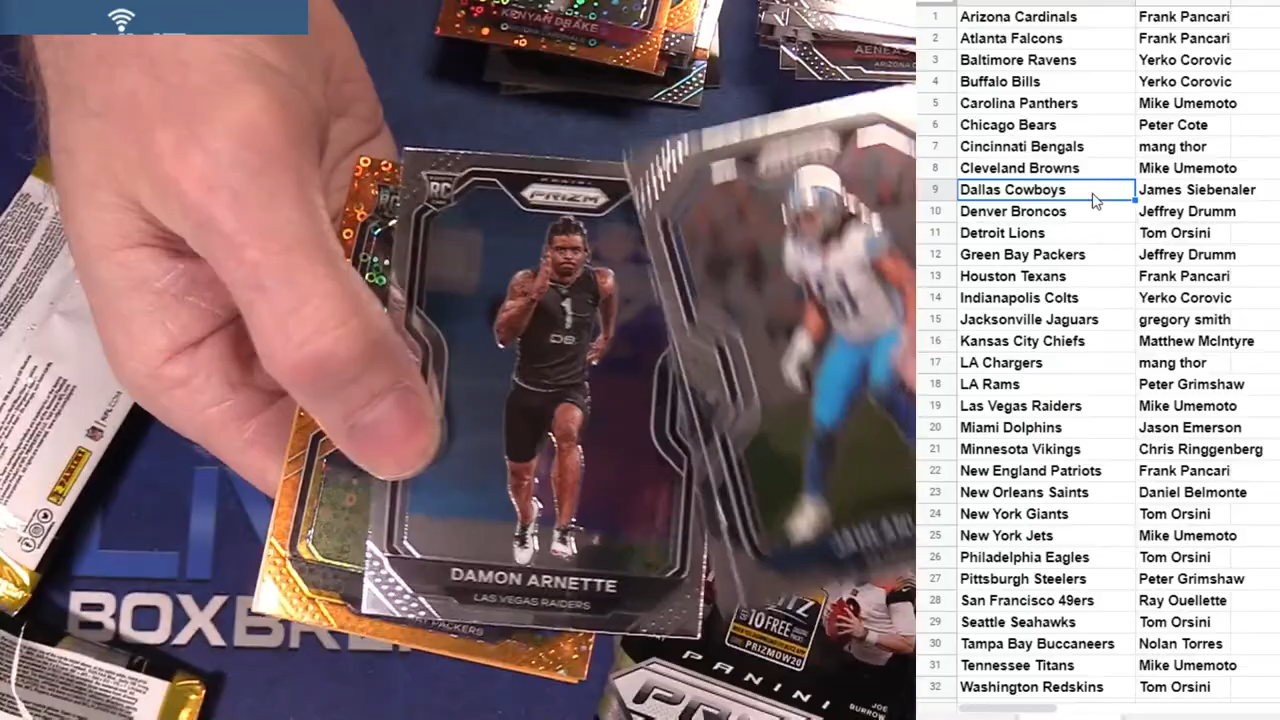 KENYAN DRAKE
AENEAS
ARIZONA C
RC
PANINI
PRIZM
1
DB
DAMON ARNETTE
LAS VEGAS RAIDERS
PACKERS
BOXBRE
PANINI
10 FREE
PRIZMOW20
PANINI
JOE
BURROW
1 Arizona Cardinals Frank Pancari
2 Atlanta Falcons Frank Pancari
3 Baltimore Ravens Yerko Corovic
4 Buffalo Bills Yerko Corovic
5 Carolina Panthers Mike Umemoto
6 Chicago Bears Peter Cote
7 Cincinnati Bengals mang thor
8 Cleveland Browns Mike Umemoto
9 Dallas Cowboys James Siebenaler
10 Denver Broncos Jeffrey Drumm
11 Detroit Lions Tom Orsini
12 Green Bay Packers Jeffrey Drumm
13 Houston Texans Frank Pancari
14 Indianapolis Colts Yerko Corovic
15 Jacksonville Jaguars gregory smith
16 Kansas City Chiefs Matthew McIntyre
17 LA Chargers mang thor
18 LA Rams Peter Grimshaw
19 Las Vegas Raiders Mike Umemoto
20 Miami Dolphins Jason Emerson
21 Minnesota Vikings Chris Ringgenberg
22 New England Patriots Frank Pancari
23 New Orleans Saints Daniel Belmonte
24 New York Giants Tom Orsini
25 New York Jets Mike Umemoto
26 Philadelphia Eagles Tom Orsini
27 Pittsburgh Steelers Peter Grimshaw
28 San Francisco 49ers Ray Ouellette
29 Seattle Seahawks Tom Orsini
30 Tampa Bay Buccaneers Nolan Torres
31 Tennessee Titans Mike Umemoto
32 Washington Redskins Tom Orsini